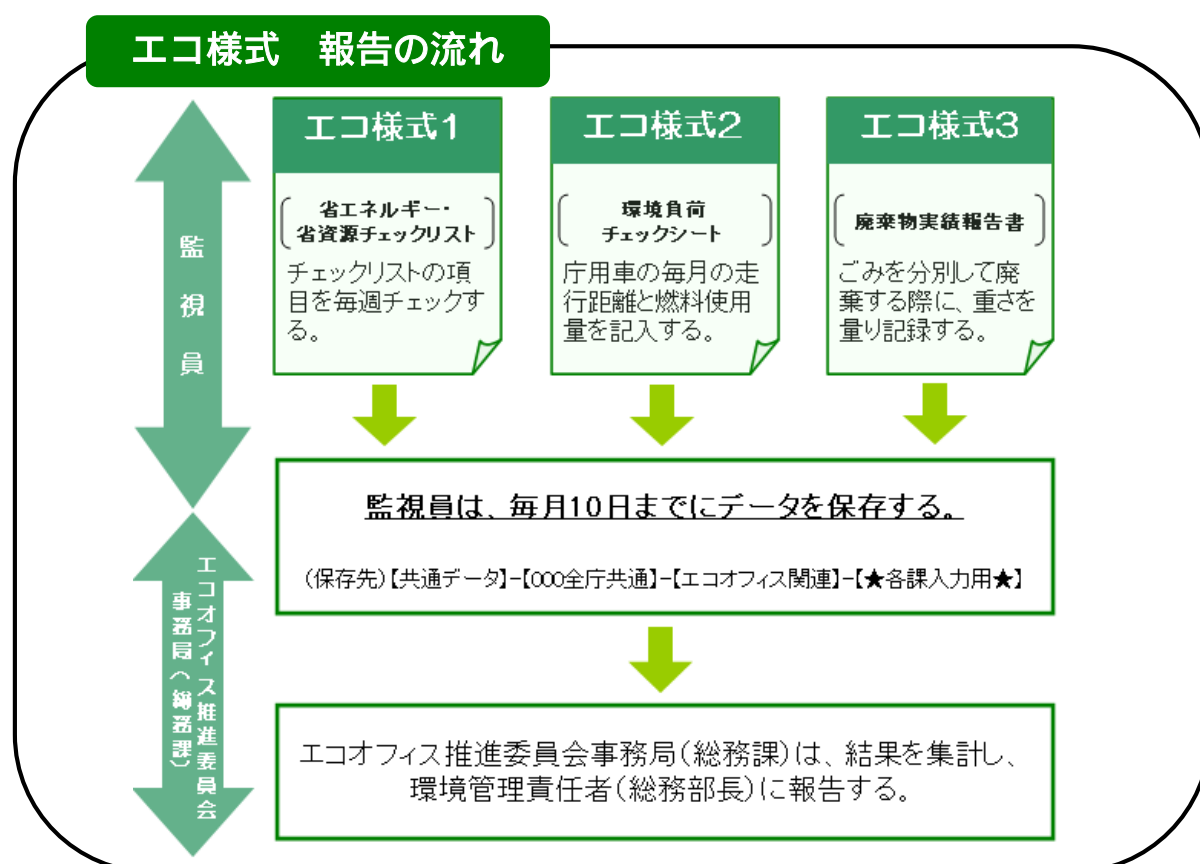 エコ様式　報告の流れ
監視員
エコ様式1
省エネルギー・
省資源チェックリスト
チェックリストの項
目を毎週チェックす
る。
エコ様式2
環境負荷
チェックシート
庁用車の毎月の走
行距離と燃料使用
量を記入する。
エコ様式3
廃棄物実績報告書
ごみを分別して廃
棄する際に、重さを
量り記録する。
監視員は、毎月10日までにデータを保存する。
(保存先)【共通データ】-【000全庁共通】-【エコオフィス関連】-【★各課入力用★】
エコオフィス推進委員会
事務局(総務課)
エコオフィス推進委員会事務局(総務課)は、結果を集計し、
環境管理責任者(総務部長)に報告する。